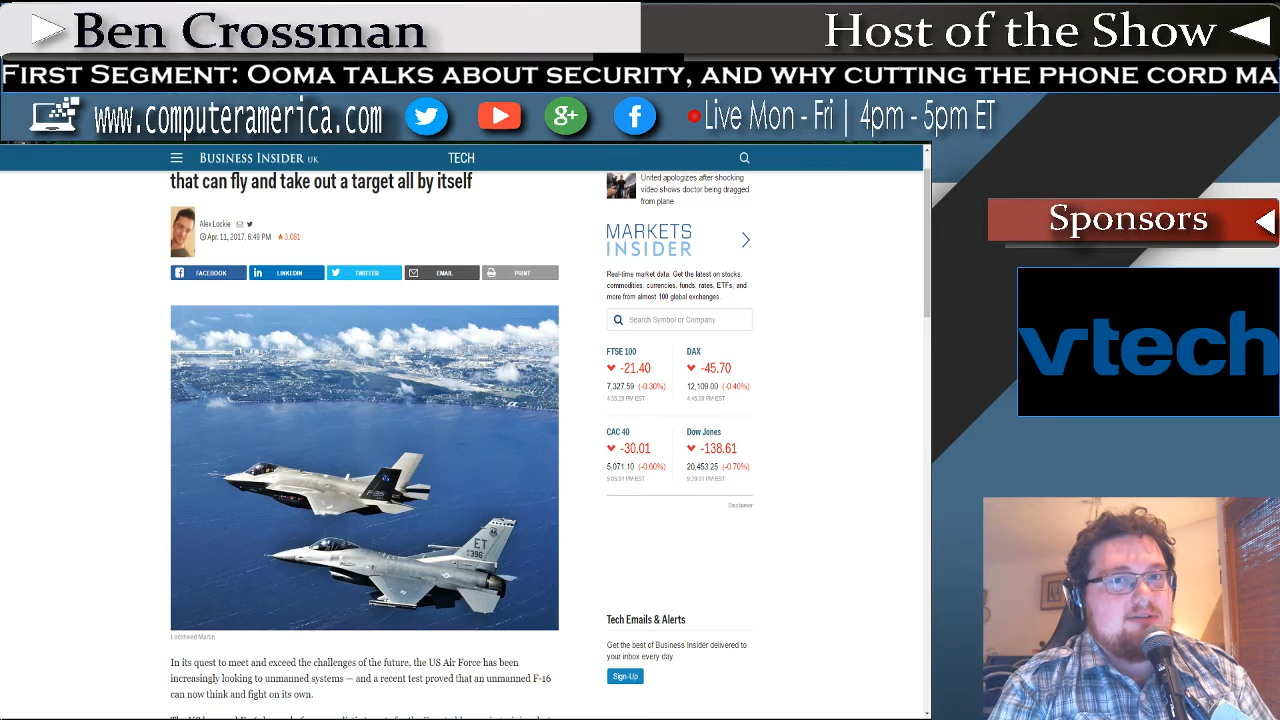 Ben Crossman
Host of the Show
First Segment: Ooma talks about security, and why cutting the phone cord ma
www.computeramerica.com
Live Mon - Fri | 4pm - 5pm ET
BUSINESS INSIDER UK
TECH
that can fly and take out a target all by itself
Alex Lockie
Apr. 11, 2017, 6:49 PM 3,081
FACEBOOK
LINKEDIN
TWITTER
EMAIL
PRINT
ET
396
F-35
Lockheed Martin
In its quest to meet and exceed the challenges of the future, the US Air Force has been
increasingly looking to unmanned systems — and a recent test proved that an unmanned F-16
can now think and fight on its own.
United apologizes after shocking
video shows doctor being dragged
from plane
MARKETS
INSIDER
Real-time market data. Get the latest on stocks,
commodities, currencies, funds, rates, ETFs, and
more from almost 100 global exchanges.
Search Symbol or Company
FTSE 100
-21.40
7,327.59 (-0.30%)
DAX
-45.70
12,109.00 (-0.40%)
CAC 40
-30.01
5,071.10 (-0.60%)
Dow Jones
-138.61
20,453.25 (-0.70%)
Disclaimer
Tech Emails & Alerts
Get the best of Business Insider delivered to
your inbox every day.
Sign-Up
Sponsors
vtech